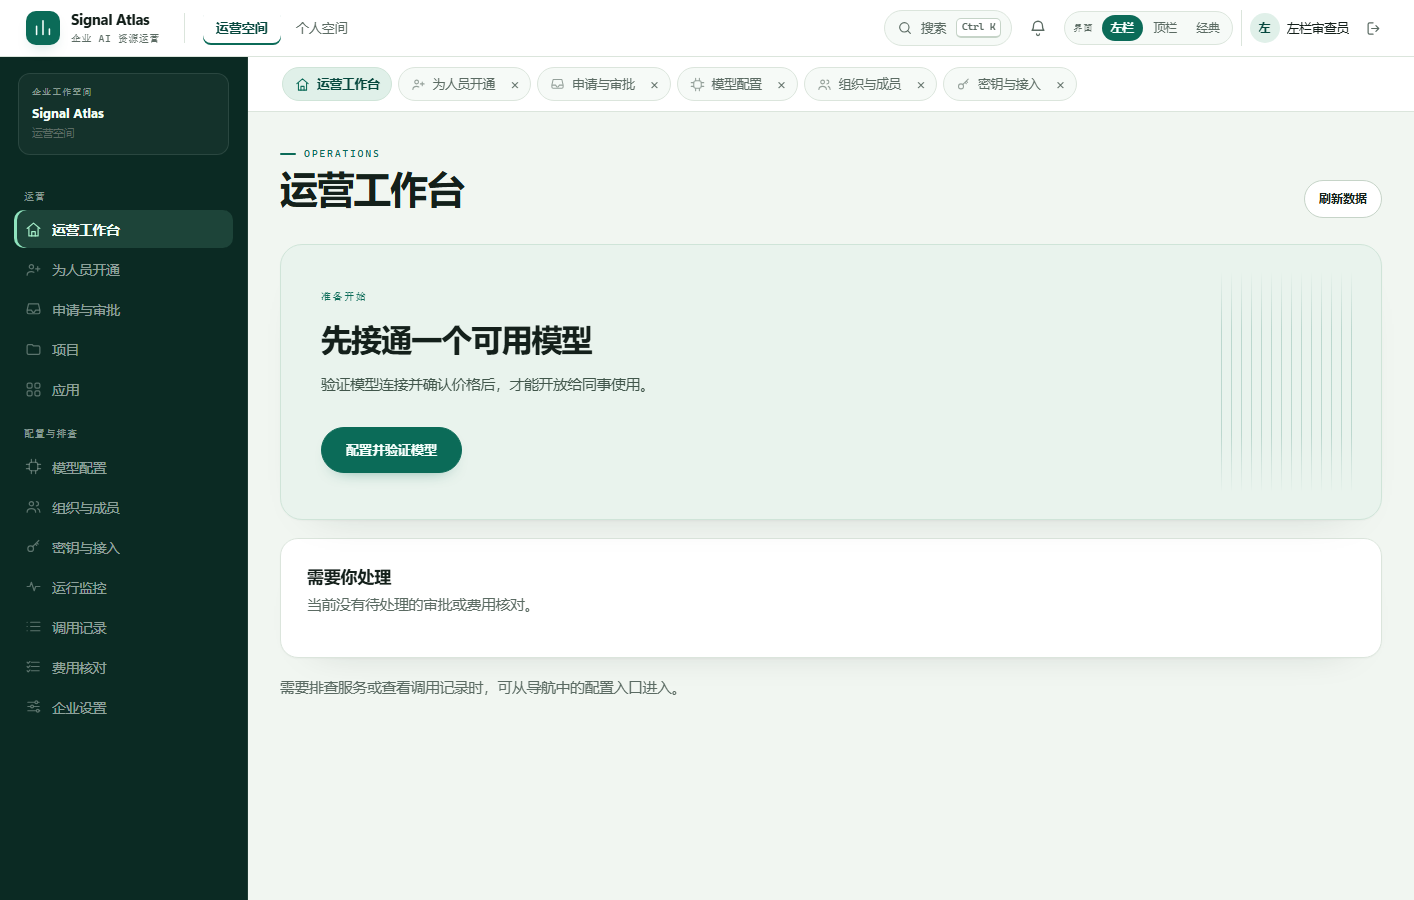 Signal Atlas
企业 AI 资源运营
运营空间
个人空间
搜索 Ctrl K
界面 左栏 顶栏 经典
左 左栏审查员
企业工作空间
Signal Atlas
运营空间
运营
运营工作台
为人员开通
申请与审批
项目
应用
配置与排查
模型配置
组织与成员
密钥与接入
运行监控
调用记录
费用核对
企业设置
运营工作台 为人员开通 × 申请与审批 × 模型配置 × 组织与成员 × 密钥与接入 ×
OPERATIONS
运营工作台
刷新数据
准备开始
先接通一个可用模型
验证模型连接并确认价格后，才能开放给同事使用。
配置并验证模型
需要你处理
当前没有待处理的审批或费用核对。
需要排查服务或查看调用记录时，可从导航中的配置入口进入。